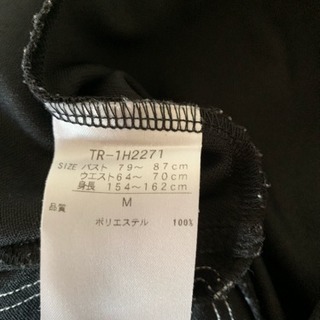 TR-1H2271
SIZE バスト 79～ 87cm
ウエスト64～ 70cm
身長 154～162cm
M
品質
ポリエステル 100%